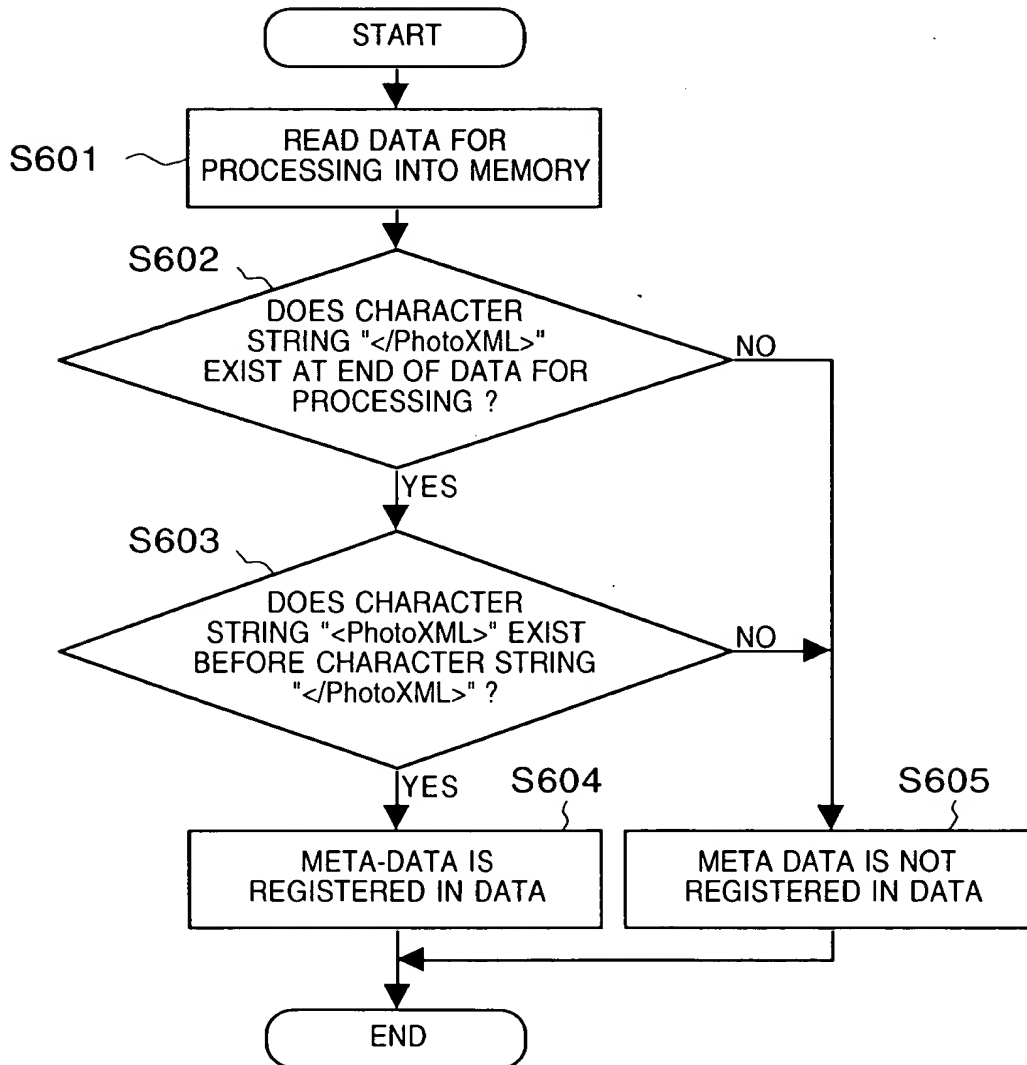 START
S601
READ DATA FOR
PROCESSING INTO MEMORY
S602
DOES CHARACTER
STRING "</PhotoXML>"
EXIST AT END OF DATA FOR
PROCESSING ?
NO
YES
S603
DOES CHARACTER
STRING "<PhotoXML>" EXIST
BEFORE CHARACTER STRING
"</PhotoXML>" ?
NO
YES
S604
META-DATA IS
REGISTERED IN DATA
S605
META DATA IS NOT
REGISTERED IN DATA
END